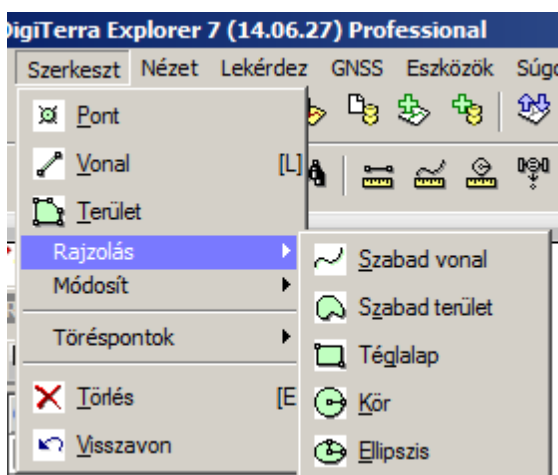 DigiTerra Explorer 7 (14.06.27) Professional
Szerkeszt Nézet Lekérdez GNSS Eszközök Súgó
Pont
Vonal [L]
Terület
Rajzolás
Módosít
Töréspontok
Törlés [E
Visszavon
Szabad vonal
Szabad terület
Téglalap
Kör
Ellipszis